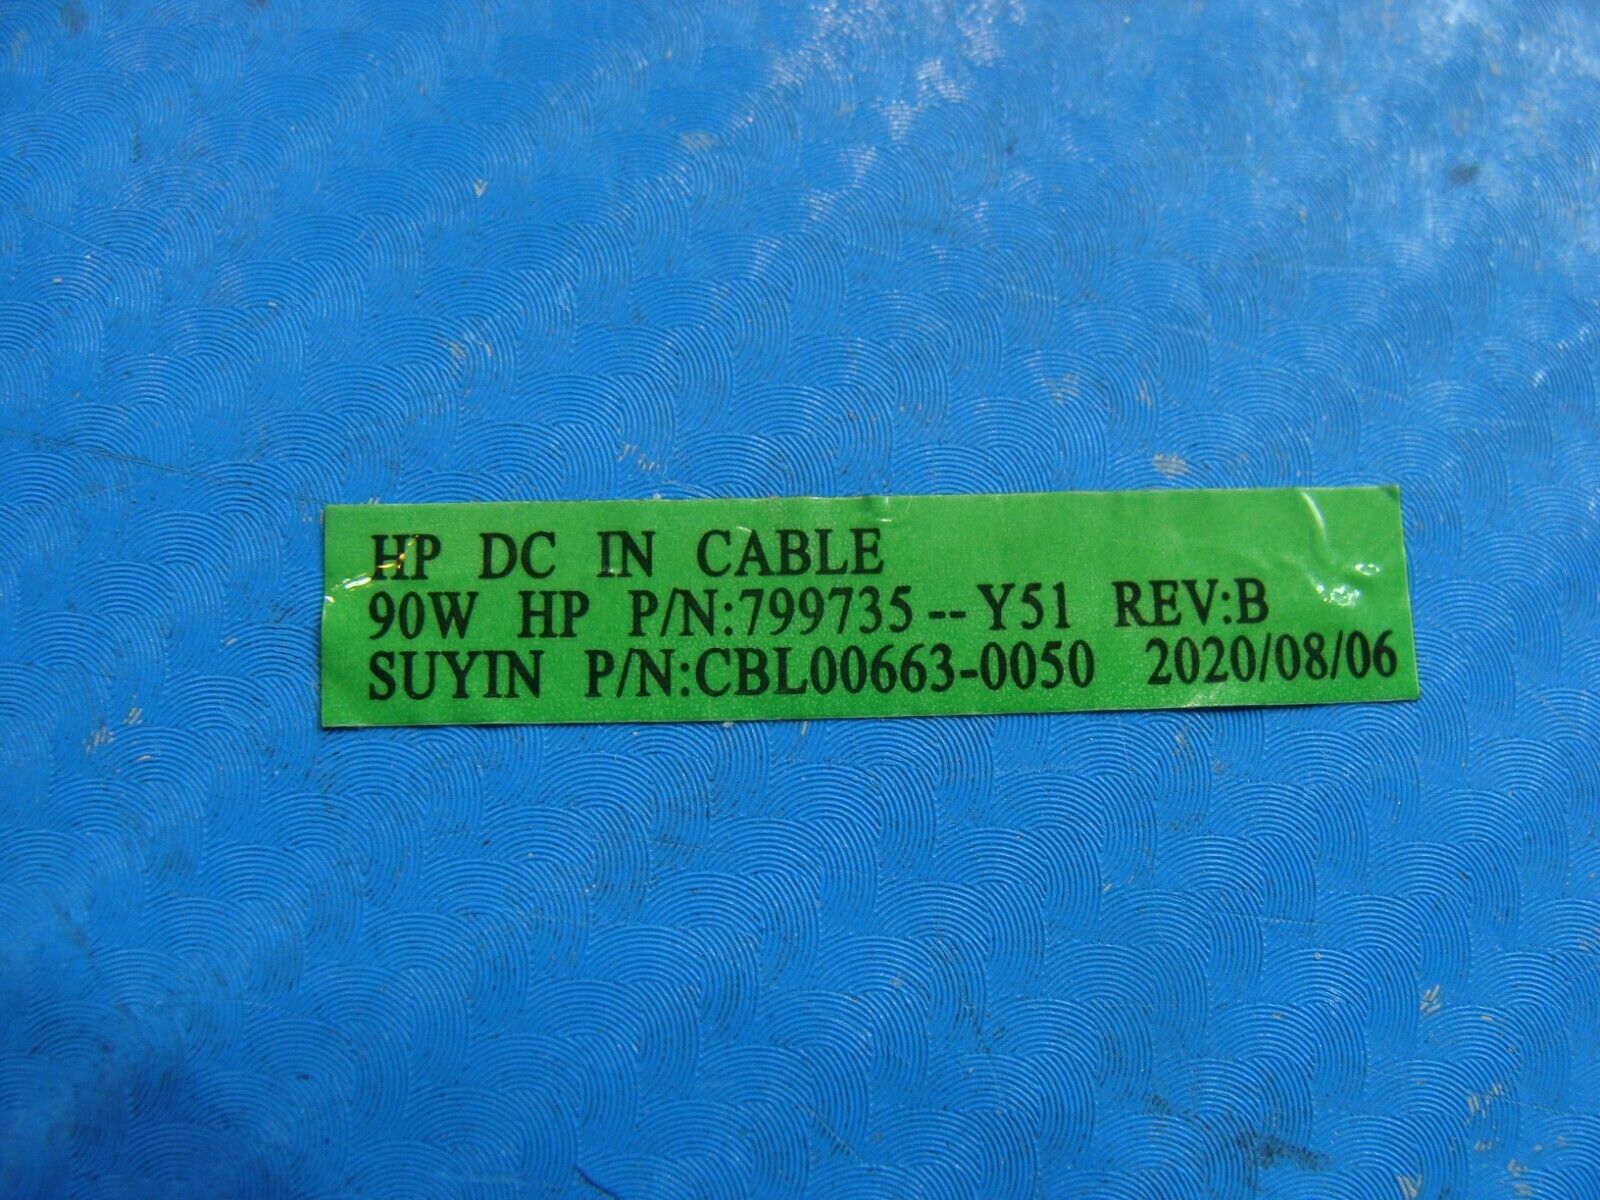 HP DC IN CABLE
90W HP P/N:799735--Y51 REV:B
SUYIN P/N:CBL00663-0050 2020/08/06